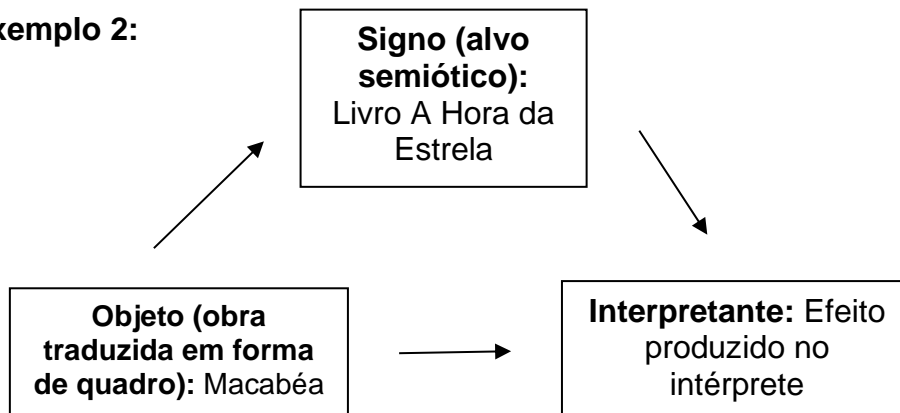 xemplo 2:
Signo (alvo
semiótico):
Livro A Hora da
Estrela
Objeto (obra
traduzida em forma
de quadro): Macabéa
Interpretante: Efeito
produzido no
intérprete